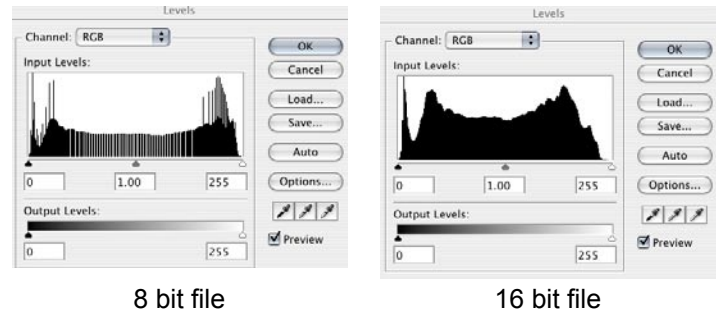 Levels
Channel: RGB
Input Levels:
0 1.00 255
Output Levels:
0 255
OK
Cancel
Load...
Save...
Auto
Options...
Preview
8 bit file
Levels
Channel: RGB
Input Levels:
0 1.00 255
Output Levels:
0 255
OK
Cancel
Load...
Save...
Auto
Options...
Preview
16 bit file